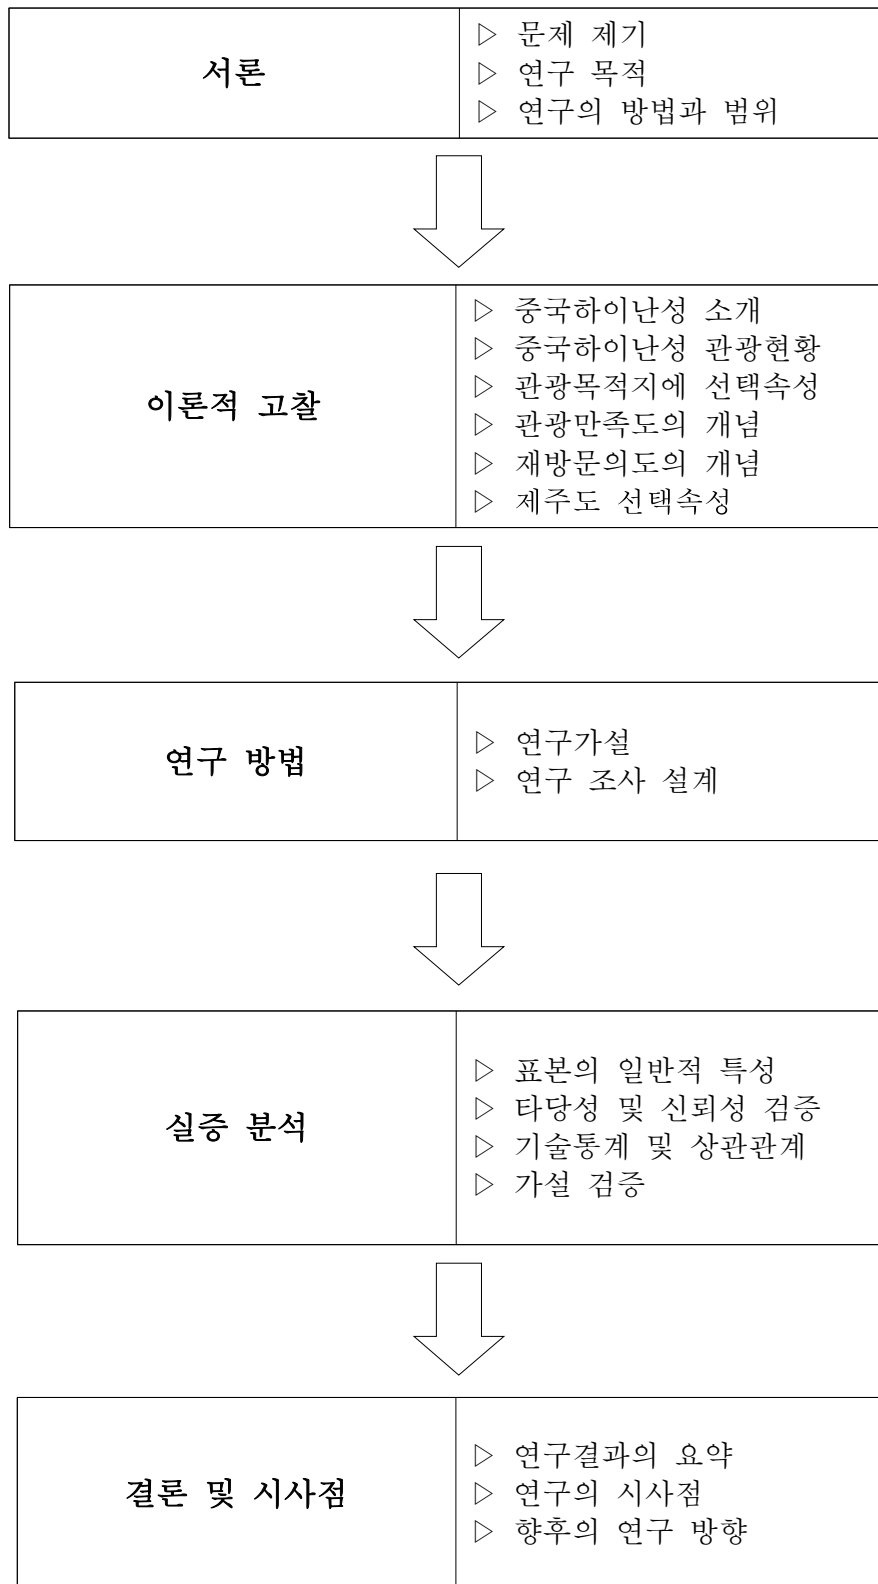 서론
▷ 문제 제기
▷ 연구 목적
▷ 연구의 방법과 범위
이론적 고찰
▷ 중국하이난성 소개
▷ 중국하이난성 관광현황
▷ 관광목적지에 선택속성
▷ 관광만족도의 개념
▷ 재방문의도의 개념
▷ 제주도 선택속성
연구 방법
▷ 연구가설
▷ 연구 조사 설계
실증 분석
▷ 표본의 일반적 특성
▷ 타당성 및 신뢰성 검증
▷ 기술통계 및 상관관계
▷ 가설 검증
결론 및 시사점
▷ 연구결과의 요약
▷ 연구의 시사점
▷ 향후의 연구 방향